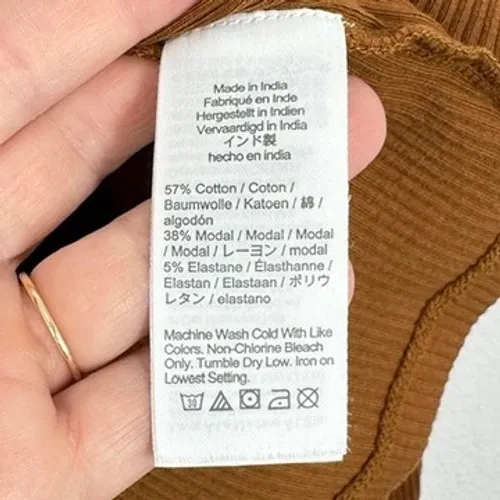 Made in India
Fabriqué en Inde
Hergestellt in Indien
Vervaardigd in India
インド製
hecho en india
57% Cotton / Coton /
Baumwolle / Katoen / 綿 /
algodón
38% Modal / Modal / Modal
/ Modal / レーヨン / modal
5% Elastane / Élasthanne /
Elastan / Elastaan / ポリウ
レタン / elastano
Machine Wash Cold With Like
Colors. Non-Chlorine Bleach
Only. Tumble Dry Low. Iron on
Lowest Setting.
30